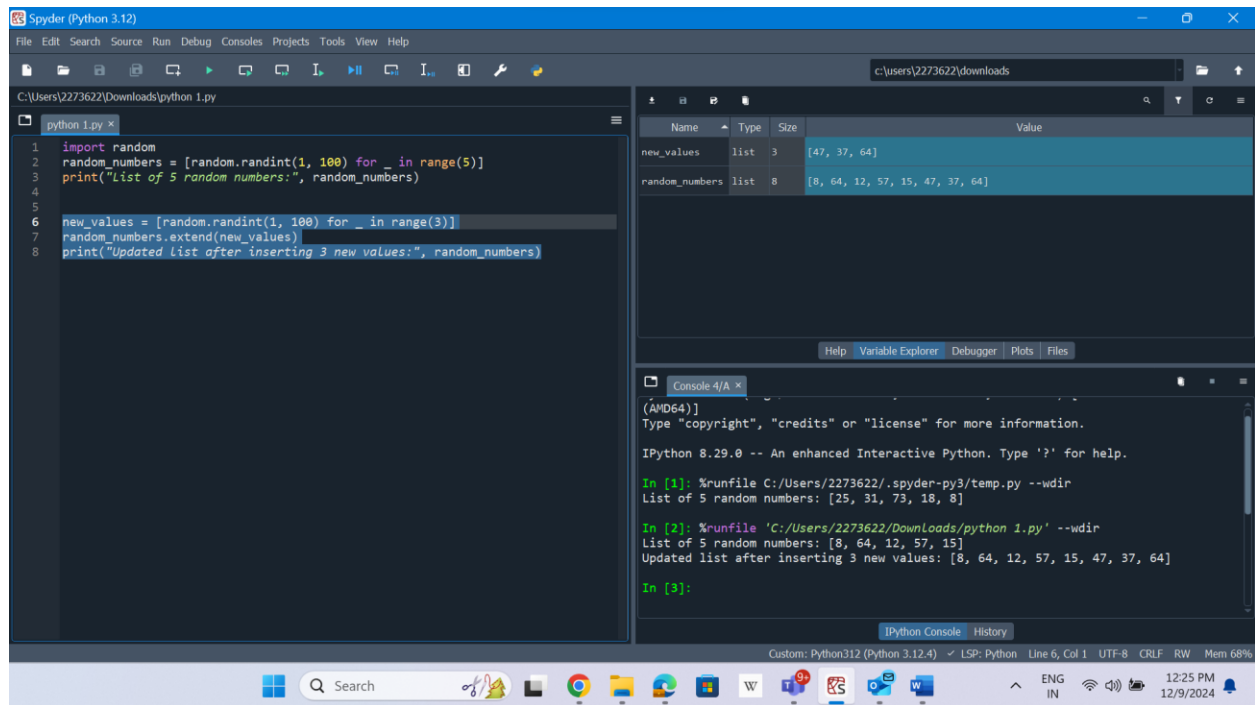 Spyder (Python 3.12)
File Edit Search Source Run Debug Consoles Projects Tools View Help
c:\users\2273622\downloads
C:\Users\2273622\Downloads\python 1.py
python 1.py ×
1 import random
2 random_numbers = [random.randint(1, 100) for _ in range(5)]
3 print("List of 5 random numbers:", random_numbers)
4
5
6 new_values = [random.randint(1, 100) for _ in range(3)]
7 random_numbers.extend(new_values)
8 print("Updated list after inserting 3 new values:", random_numbers)
Name Type Size Value
new_values list 3 [47, 37, 64]
random_numbers list 8 [8, 64, 12, 57, 15, 47, 37, 64]
Help Variable Explorer Debugger Plots Files
Console 4/A ×
(AMD64)]
Type "copyright", "credits" or "license" for more information.
IPython 8.29.0 -- An enhanced Interactive Python. Type '?' for help.
In [1]: %runfile C:/Users/2273622/.spyder-py3/temp.py --wdir
List of 5 random numbers: [25, 31, 73, 18, 8]
In [2]: %runfile 'C:/Users/2273622/Downloads/python 1.py' --wdir
List of 5 random numbers: [8, 64, 12, 57, 15]
Updated list after inserting 3 new values: [8, 64, 12, 57, 15, 47, 37, 64]
In [3]:
IPython Console History
Custom: Python312 (Python 3.12.4) ✓ LSP: Python Line 6, Col 1 UTF-8 CRLF RW Mem 68%
Search
W
9+
ENG
IN
12:25 PM
12/9/2024